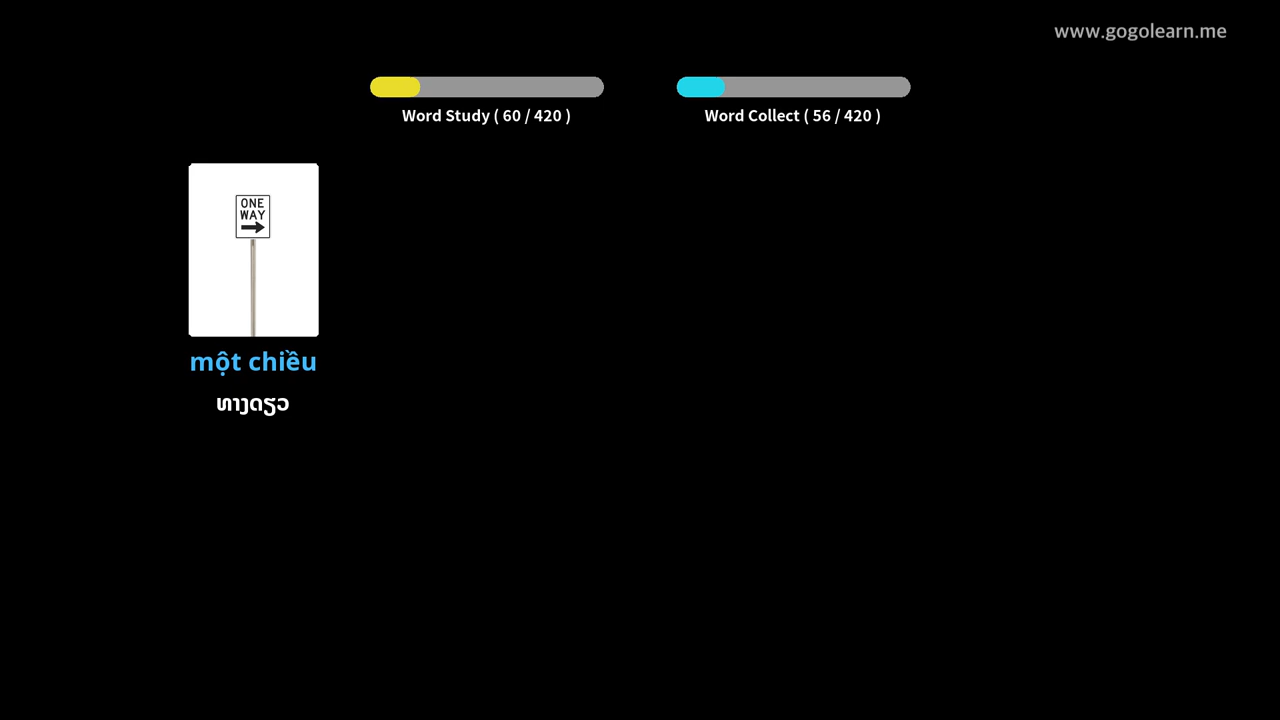 www.gogolearn.me
Word Study ( 60 / 420 )
Word Collect ( 56 / 420 )
ONE
WAY
một chiều
ທາງດຽວ